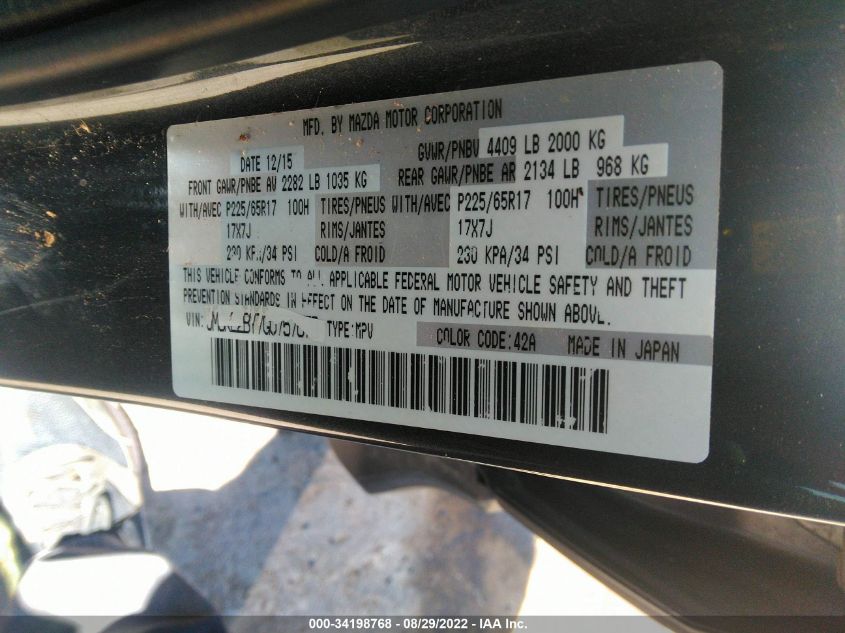 MFD. BY MAZDA MOTOR CORPORATION
DATE 12/15
GVWR/PNBV 4409 LB 2000 KG
FRONT GAWR/PNBE AV 2282 LB 1035 KG
REAR GAWR/PNBE AR 2134 LB 968 KG
WITH/AVEC P225/65R17 100H TIRES/PNEUS
WITH/AVEC P225/65R17 100H TIRES/PNEUS
17X7J RIMS/JANTES
17X7J RIMS/JANTES
230 KPA/34 PSI COLD/A FROID
230 KPA/34 PSI COLD/A FROID
THIS VEHICLE CONFORMS TO ALL APPLICABLE FEDERAL MOTOR VEHICLE SAFETY AND THEFT
PREVENTION STANDARDS IN EFFECT ON THE DATE OF MANUFACTURE SHOWN ABOVE.
VIN: TYPE:MPV
COLOR CODE:42A MADE IN JAPAN
000-34198768 - 08/29/2022 - IAA Inc.